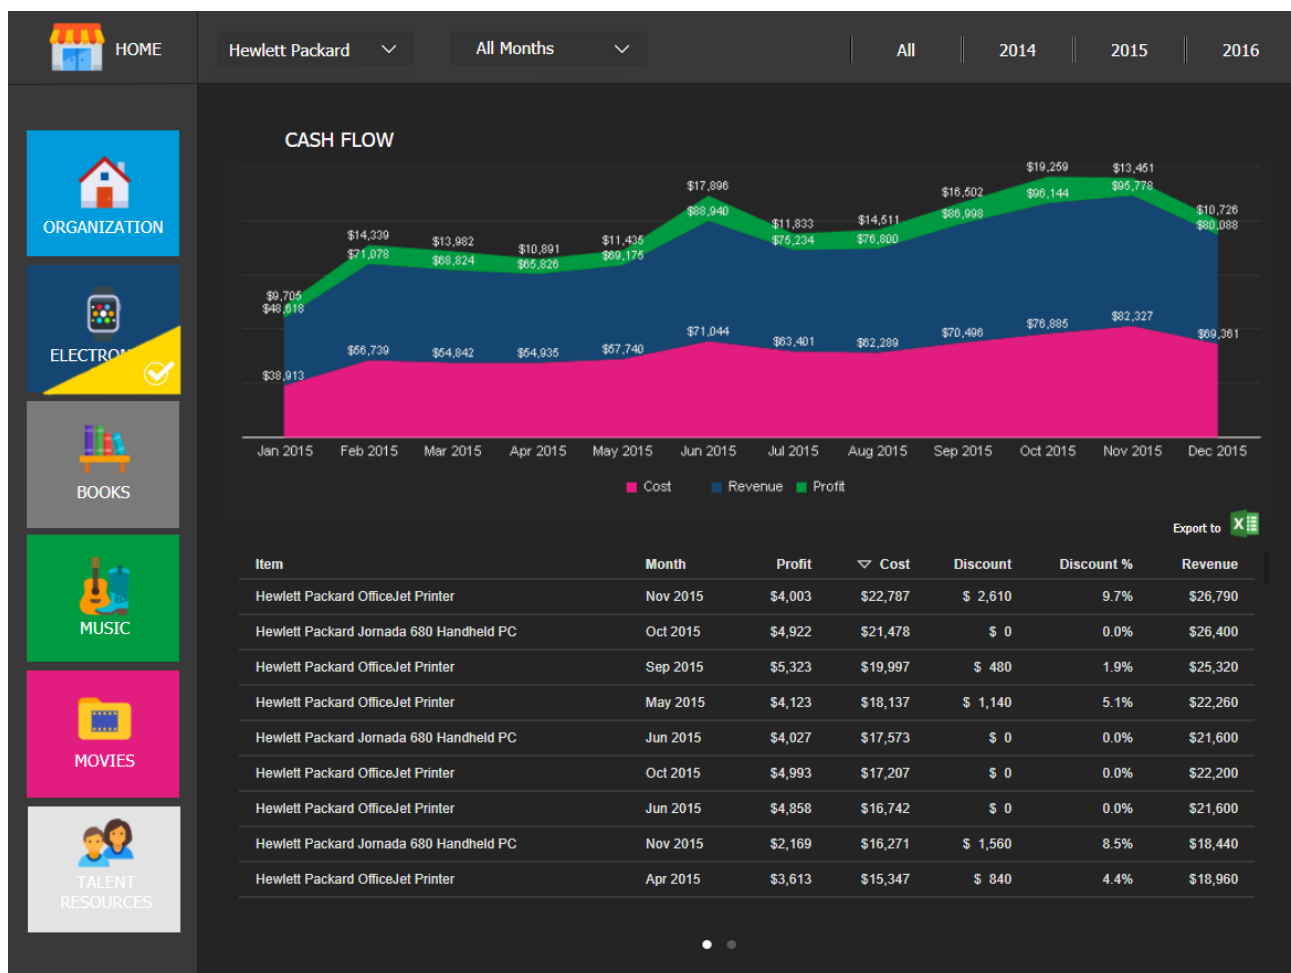 HOME
Hewlett Packard
All Months
All
2014
2015
2016
ORGANIZATION
BOOKS
MUSIC
MOVIES
TALENT
RESOURCES
CASH FLOW
$19,259 $13,451
$17,896 $16,502 $96,144 $95,778
$88,940 $86,998 $10,726
$14,339 $13,982 $10,891 $11,435 $11,833 $14,511 $80,088
$71,078 $68,824 $65,826 $69,175 $75,234 $76,800
$9,705
$48,618
$71,044 $70,496 $76,885 $82,327 $69,361
$56,739 $54,842 $54,935 $57,740 $63,401 $62,289
$38,913
Jan 2015 Feb 2015 Mar 2015 Apr 2015 May 2015 Jun 2015 Jul 2015 Aug 2015 Sep 2015 Oct 2015 Nov 2015 Dec 2015
Cost Revenue Profit
Export to
Item Month Profit Cost Discount Discount % Revenue
Hewlett Packard OfficeJet Printer Nov 2015 $4,003 $22,787 $ 2,610 9.7% $26,790
Hewlett Packard Jornada 680 Handheld PC Oct 2015 $4,922 $21,478 $ 0 0.0% $26,400
Hewlett Packard OfficeJet Printer Sep 2015 $5,323 $19,997 $ 480 1.9% $25,320
Hewlett Packard OfficeJet Printer May 2015 $4,123 $18,137 $ 1,140 5.1% $22,260
Hewlett Packard Jornada 680 Handheld PC Jun 2015 $4,027 $17,573 $ 0 0.0% $21,600
Hewlett Packard OfficeJet Printer Oct 2015 $4,993 $17,207 $ 0 0.0% $22,200
Hewlett Packard OfficeJet Printer Jun 2015 $4,858 $16,742 $ 0 0.0% $21,600
Hewlett Packard Jornada 680 Handheld PC Nov 2015 $2,169 $16,271 $ 1,560 8.5% $18,440
Hewlett Packard OfficeJet Printer Apr 2015 $3,613 $15,347 $ 840 4.4% $18,960